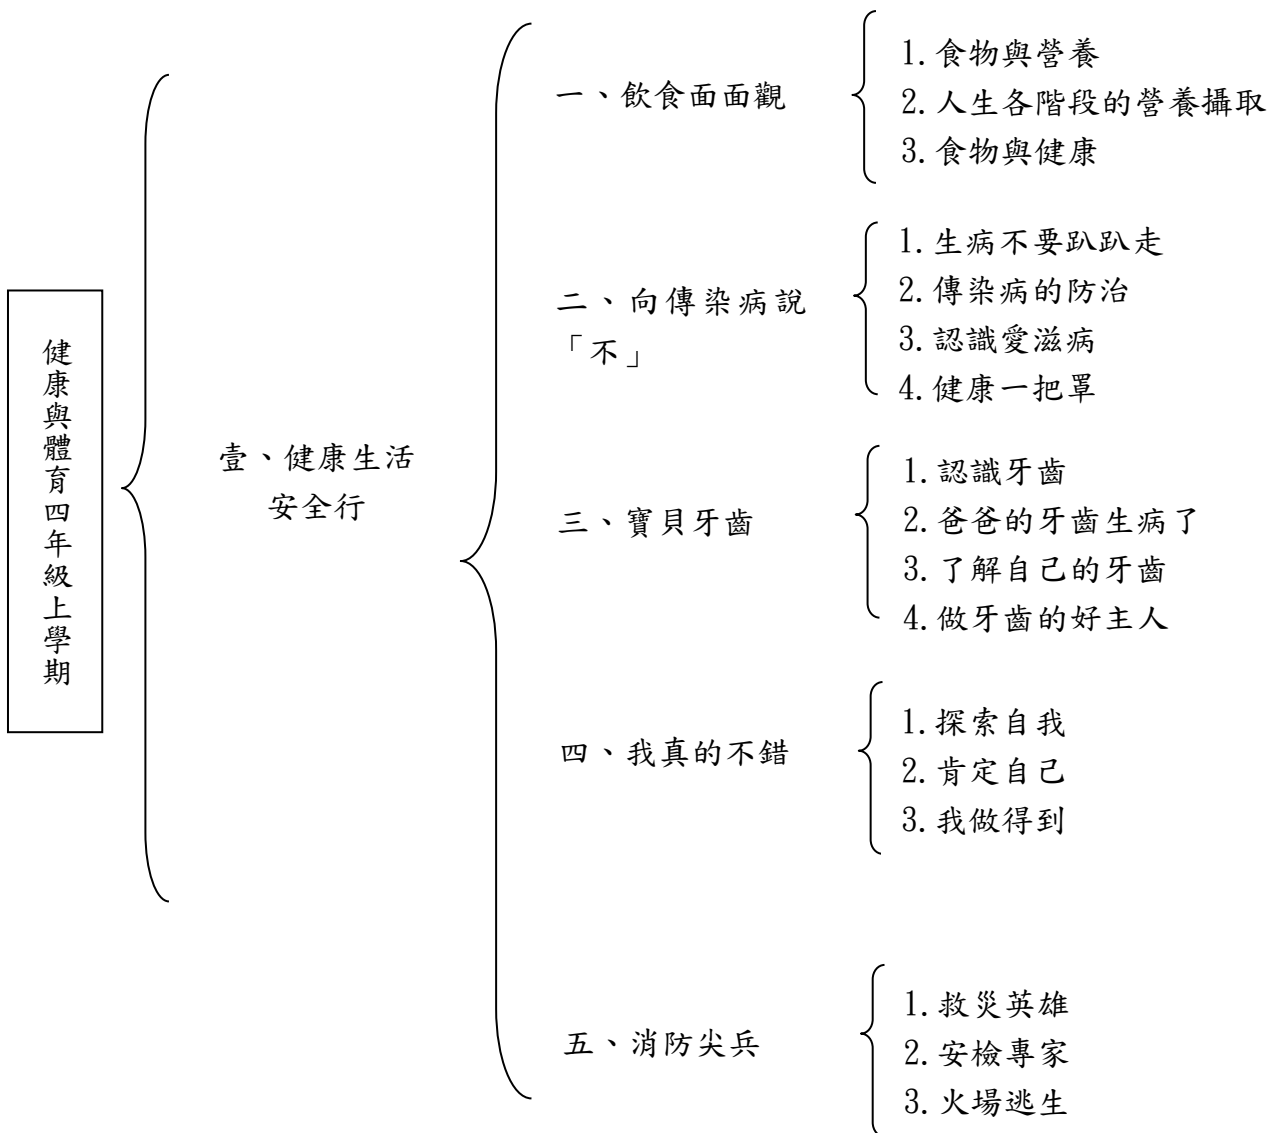 健康與體育四年級上學期
壹、健康生活
安全行
一、飲食面面觀
1.食物與營養
2.人生各階段的營養攝取
3.食物與健康
二、向傳染病說
「不」
1.生病不要趴趴走
2.傳染病的防治
3.認識愛滋病
4.健康一把罩
三、寶貝牙齒
1.認識牙齒
2.爸爸的牙齒生病了
3.了解自己的牙齒
4.做牙齒的好主人
四、我真的不錯
1.探索自我
2.肯定自己
3.我做得到
五、消防尖兵
1.救災英雄
2.安檢專家
3.火場逃生